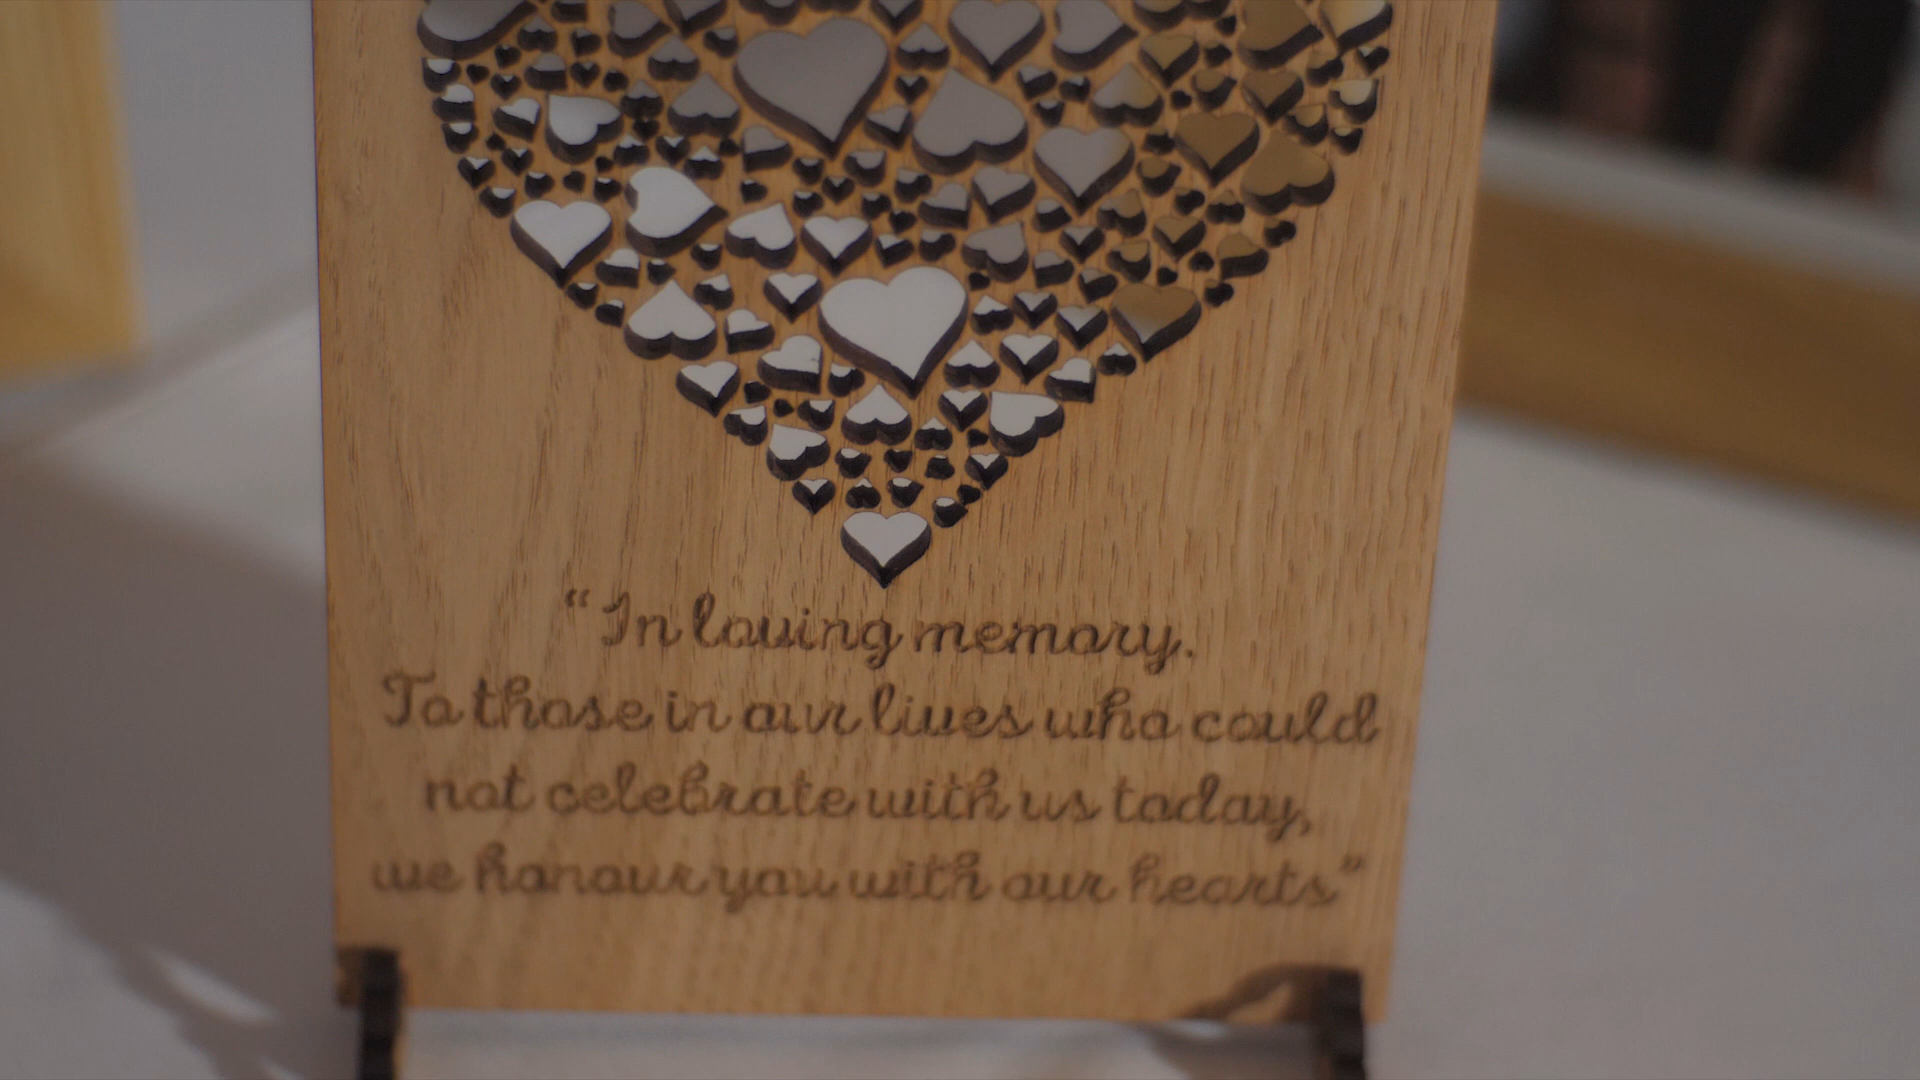 “In loving memory.
To those in our lives who could
not celebrate with us today,
we honour you with our hearts”